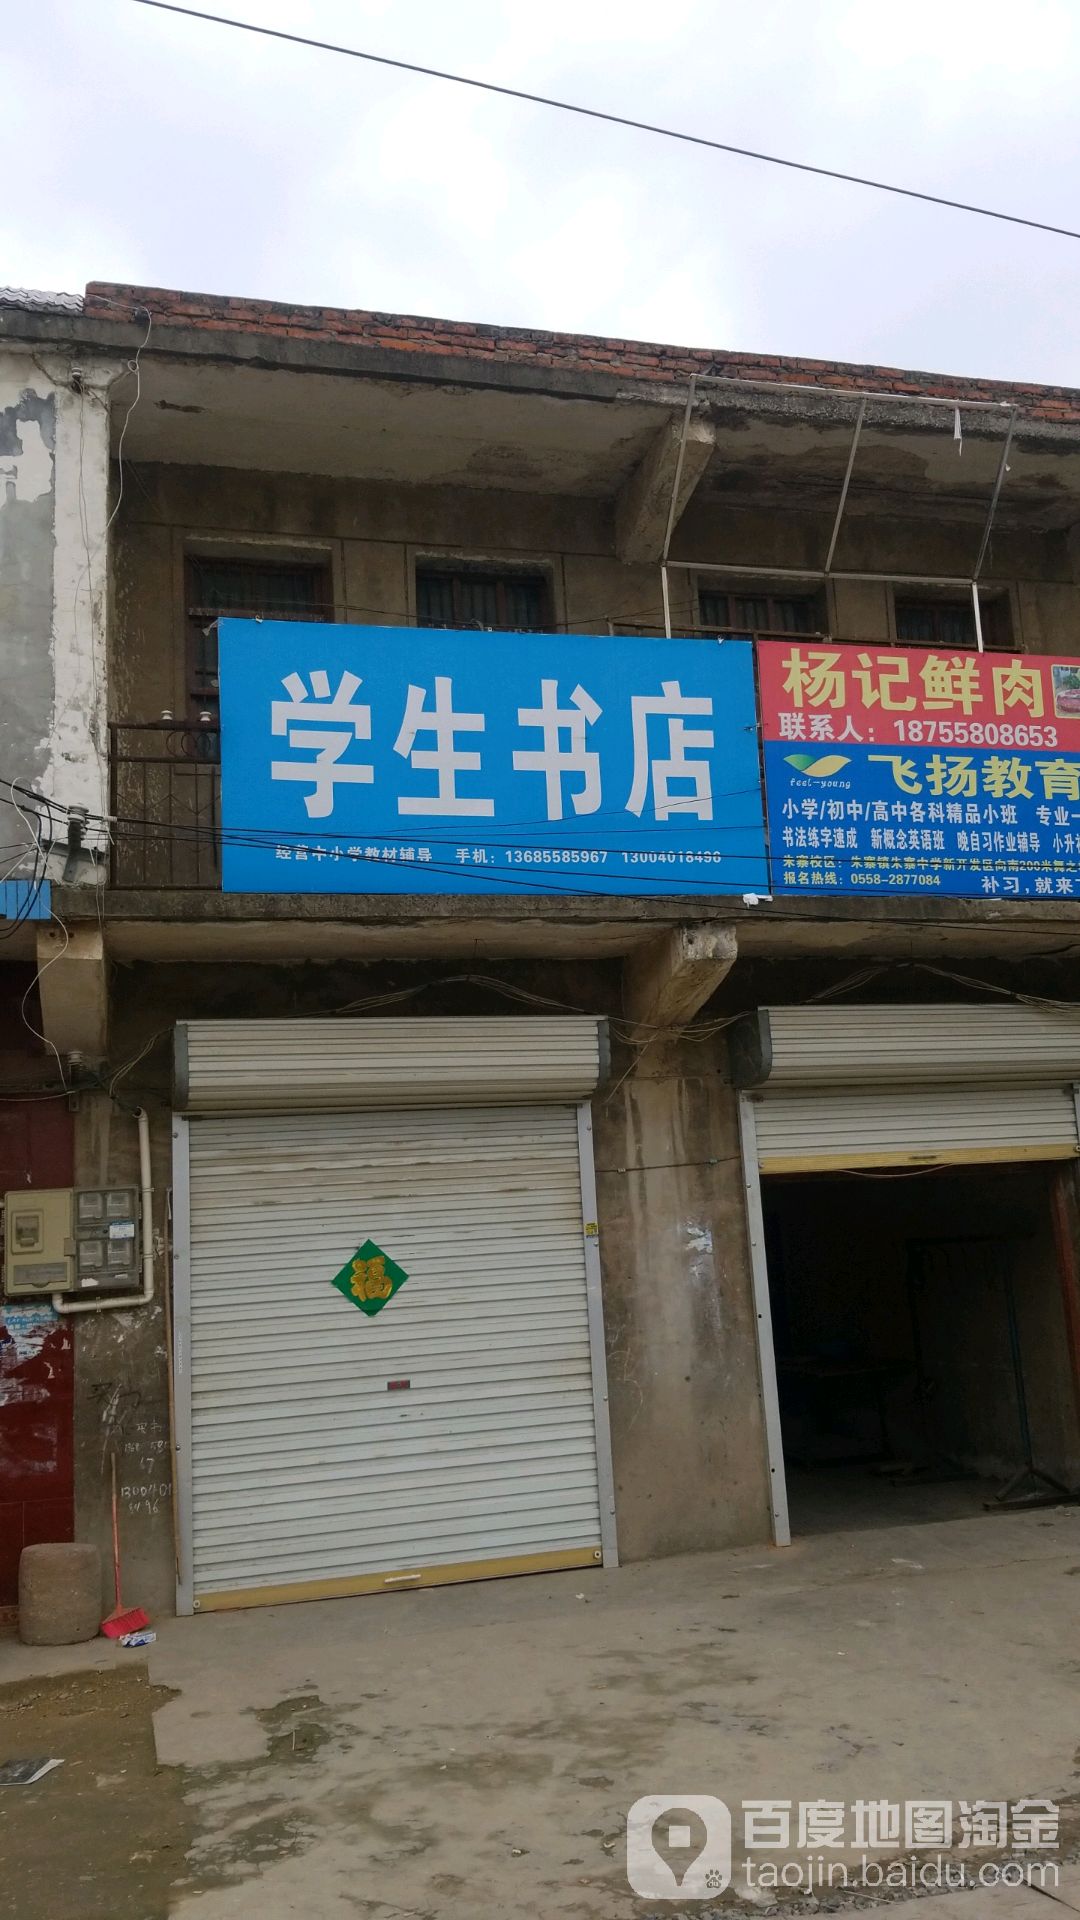 学生书店
经营中小学教材辅导 手机：13685585967 13004018496
杨记鲜肉
联系人：18755808653
feel-young
飞扬教育
小学/初中/高中各科精品小班 专业一
书法练字速成 新概念英语班 晚自习作业辅导 小升初
朱寨校区：朱寨镇朱寨中学新开发区向南200米舞之
报名热线：0558-2877084 补习，就来飞
福
百度地图淘金
taojin.baidu.com